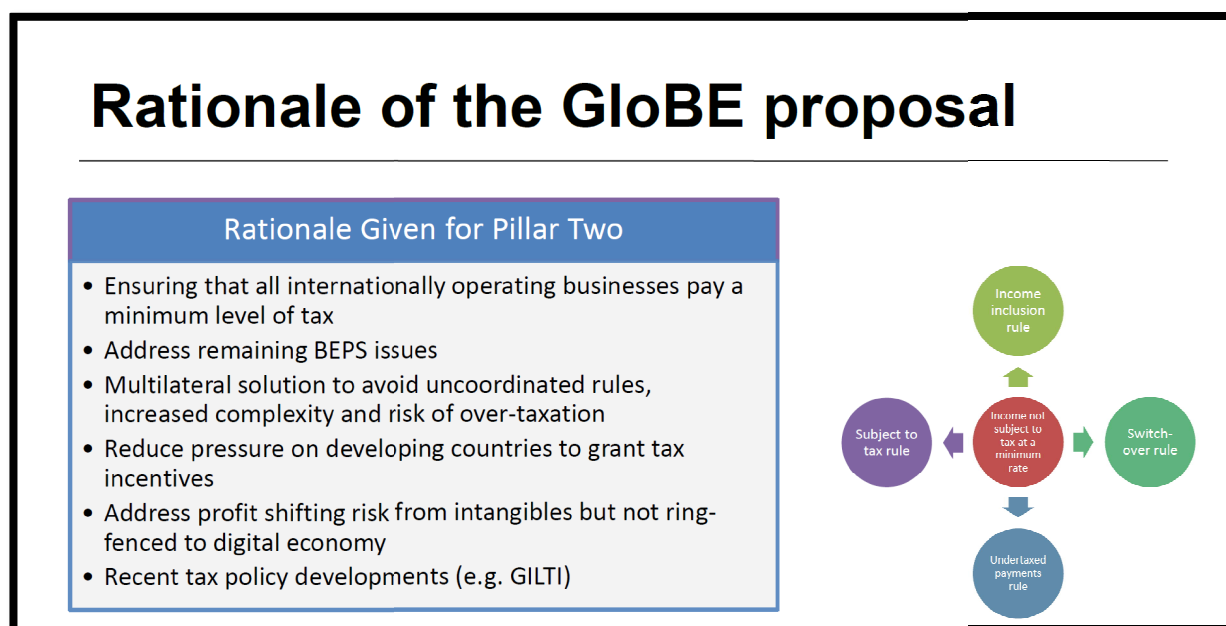 Rationale of the GloBE proposal
Rationale Given for Pillar Two
• Ensuring that all internationally operating businesses pay a
minimum level of tax
• Address remaining BEPS issues
• Multilateral solution to avoid uncoordinated rules,
increased complexity and risk of over-taxation
• Reduce pressure on developing countries to grant tax
incentives
• Address profit shifting risk from intangibles but not ring-
fenced to digital economy
• Recent tax policy developments (e.g. GILTI)
Income
inclusion
rule
Subject to
tax rule
Income not
subject to
tax at a
minimum
rate
Switch-
over rule
Undertaxed
payments
rule